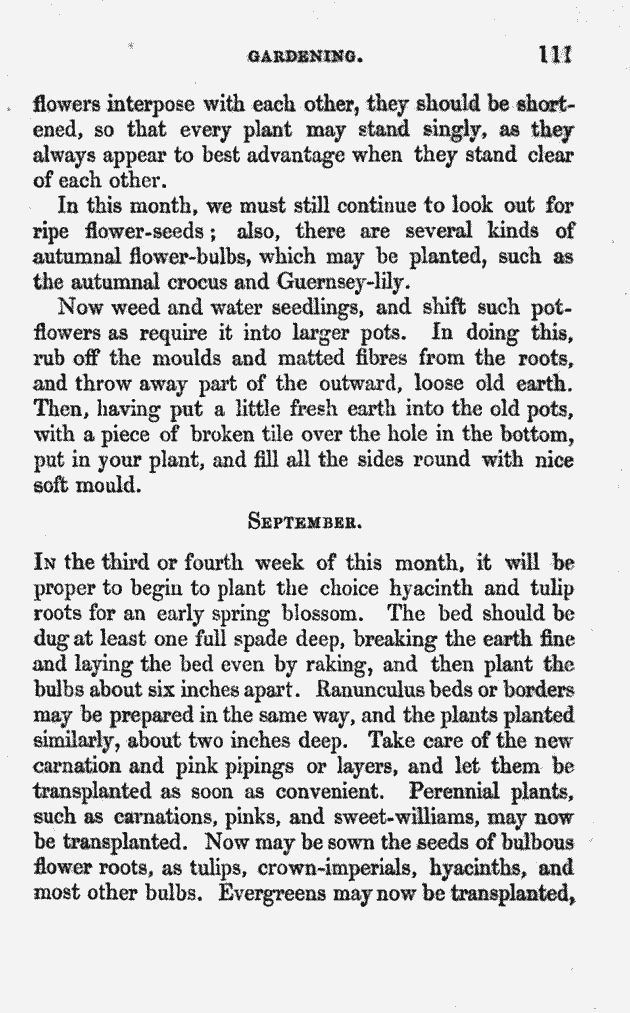 GARDENING. 111
flowers interpose with each other, they should be short-
ened, so that every plant may stand singly, as they
always appear to best advantage when they stand clear
of each other.
In this month, we must still continue to look out for
ripe flower-seeds; also, there are several kinds of
autumnal flower-bulbs, which may be planted, such as
the autumnal crocus and Guernsey-lily.
Now weed and water seedlings, and shift such pot-
flowers as require it into larger pots. In doing this,
rub off the moulds and matted fibres from the roots,
and throw away part of the outward, loose old earth.
Then, having put a little fresh earth into the old pots,
with a piece of broken tile over the hole in the bottom,
put in your plant, and fill all the sides round with nice
soft mould.
SEPTEMBER.
IN the third or fourth week of this month, it will be
proper to begin to plant the choice hyacinth and tulip
roots for an early spring blossom. The bed should be
dug at least one full spade deep, breaking the earth fine
and laying the bed even by raking, and then plant the
bulbs about six inches apart. Ranunculus beds or borders
may be prepared in the same way, and the plants planted
similarly, about two inches deep. Take care of the new
carnation and pink pipings or layers, and let them be
transplanted as soon as convenient. Perennial plants,
such as carnations, pinks, and sweet-williams, may now
be transplanted. Now may be sown the seeds of bulbous
flower roots, as tulips, crown-imperials, hyacinths, and
most other bulbs. Evergreens may now be transplanted,